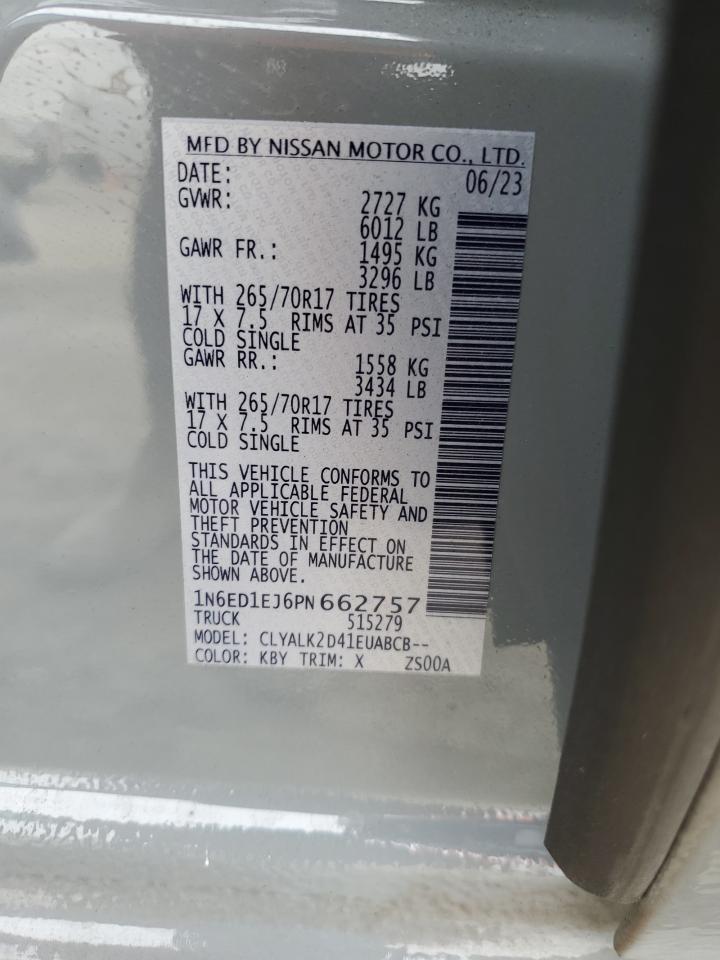 MFD BY NISSAN MOTOR CO., LTD.
DATE: 06/23
GVWR: 2727 KG
6012 LB
GAWR FR.: 1495 KG
3296 LB
WITH 265/70R17 TIRES
17 X 7.5 RIMS AT 35 PSI
COLD SINGLE
GAWR RR.: 1558 KG
3434 LB
WITH 265/70R17 TIRES
17 X 7.5 RIMS AT 35 PSI
COLD SINGLE
THIS VEHICLE CONFORMS TO
ALL APPLICABLE FEDERAL
MOTOR VEHICLE SAFETY AND
THEFT PREVENTION
STANDARDS IN EFFECT ON
THE DATE OF MANUFACTURE
SHOWN ABOVE.
1N6ED1EJ6PN662757
TRUCK 515279
MODEL: CLYALK2D41EUABCB--
COLOR: KBY TRIM: X ZS00A